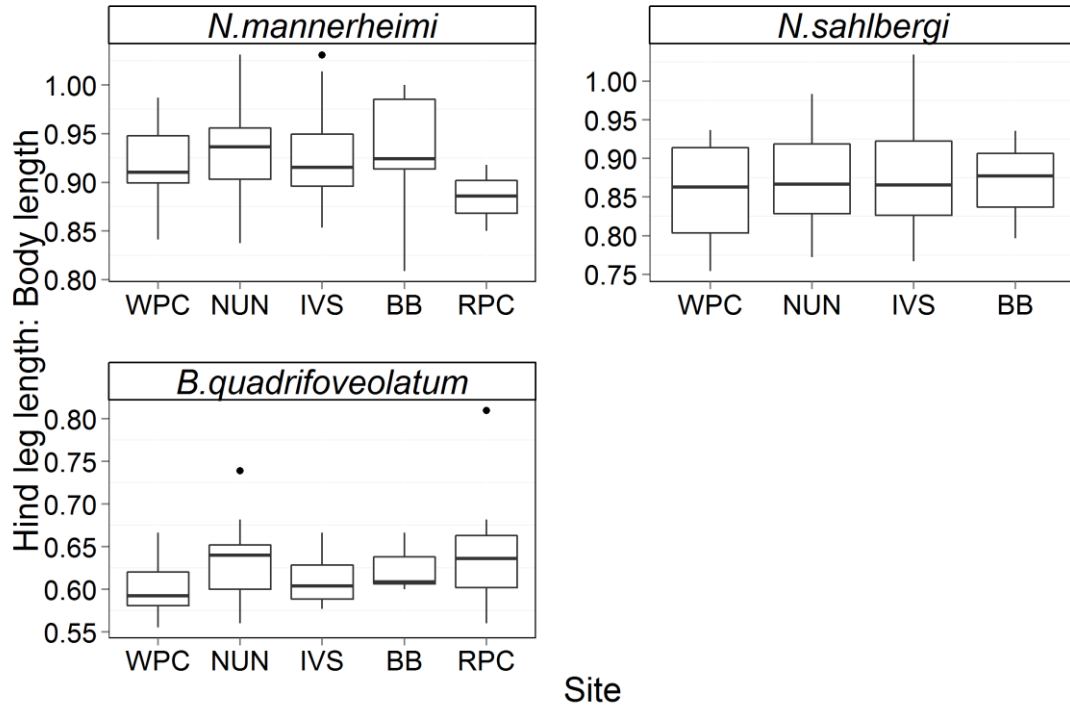 N.mannerheimi
N.sahlbergi
Hind leg length: Body length
1.00
0.95
0.90
0.85
0.80
WPC NUN IVS BB RPC
1.00
0.95
0.90
0.85
0.80
0.75
WPC NUN IVS BB
B.quadrifoveolatum
0.80
0.75
0.70
0.65
0.60
0.55
WPC NUN IVS BB RPC
Site